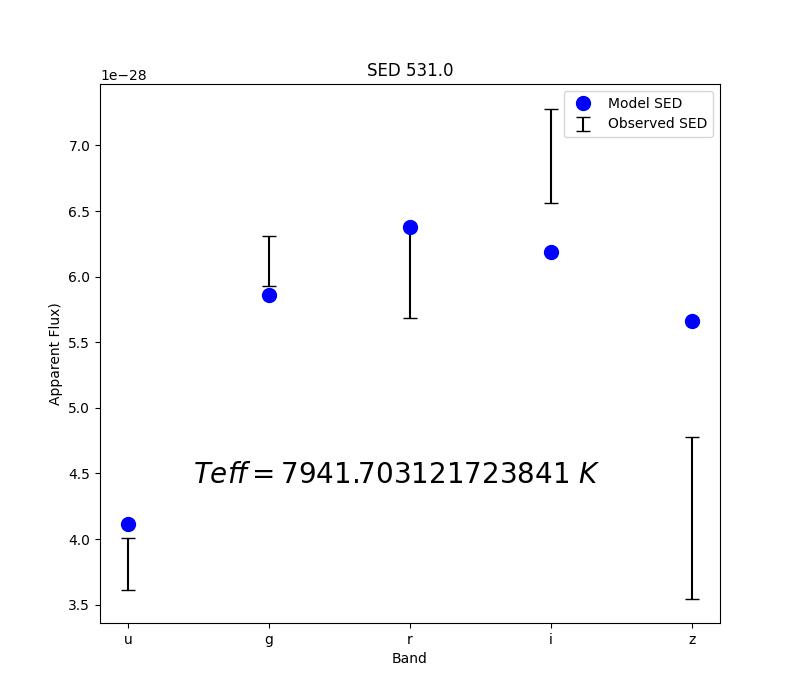 SED 531.0
1e−28
Model SED
Observed SED
7.0
6.5
6.0
5.5
5.0
4.5
4.0
3.5
Apparent Flux)
Teff = 7941.703121723841 K
u g r i z
Band